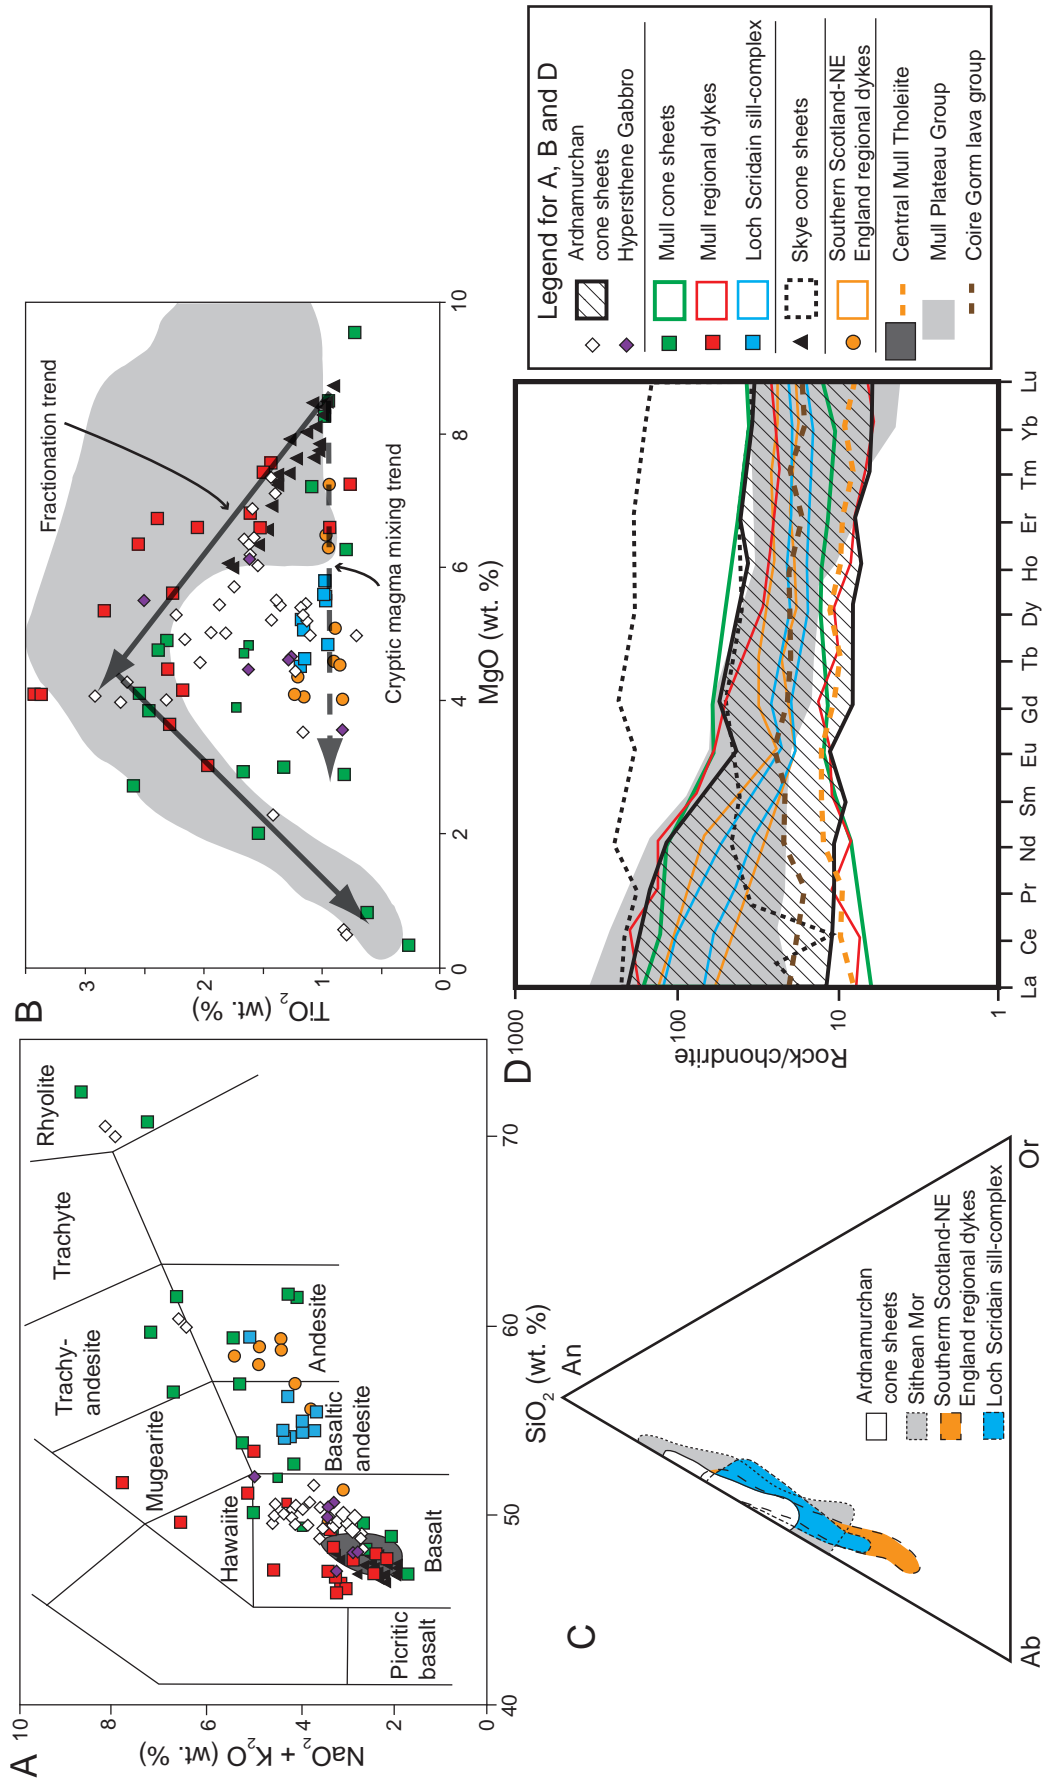 A
NaO2 + K2O (wt. %)
10
8
6
4
2
0
40
50
60
70
SiO2 (wt. %)
Picritic
basalt
Basalt
Hawaiite
Mugearite
Basaltic
andesite
Trachy-
andesite
Andesite
Trachyte
Rhyolite
B
TiO2 (wt. %)
3
2
1
0
0
2
4
6
8
10
MgO (wt. %)
Fractionation trend
Cryptic magma mixing trend
C
An
Ab
Or
Ardnamurchan
cone sheets
Sithean Mor
Southerm Scotland-NE
England regional dykes
Loch Scridain sill-complex
D
Rock/chondrite
1000
100
10
1
La Ce Pr Nd Sm Eu Gd Tb Dy Ho Er Tm Yb Lu
Legend for A, B and D
Ardnamurchan
cone sheets
Hypersthene Gabbro
Mull cone sheets
Mull regional dykes
Loch Scridain sill-complex
Skye cone sheets
Southern Scotland-NE
England regional dykes
Central Mull Tholeiite
Mull Plateau Group
Coire Gorm lava group